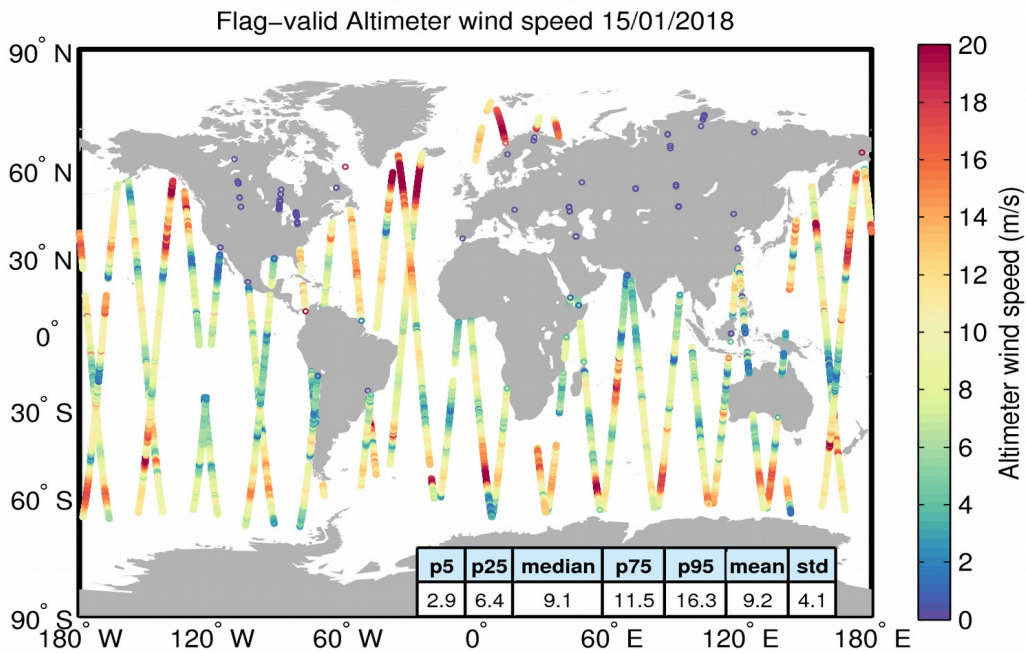 Flag−valid Altimeter wind speed 15/01/2018
90° N
60° N
30° N
0°
30° S
60° S
90° S
180° W
120° W
60° W
0°
60° E
120° E
180° E
20
18
16
14
12
10
8
6
4
2
0
Altimeter wind speed (m/s)
p5 p25 median p75 p95 mean std
2.9 6.4 9.1 11.5 16.3 9.2 4.1